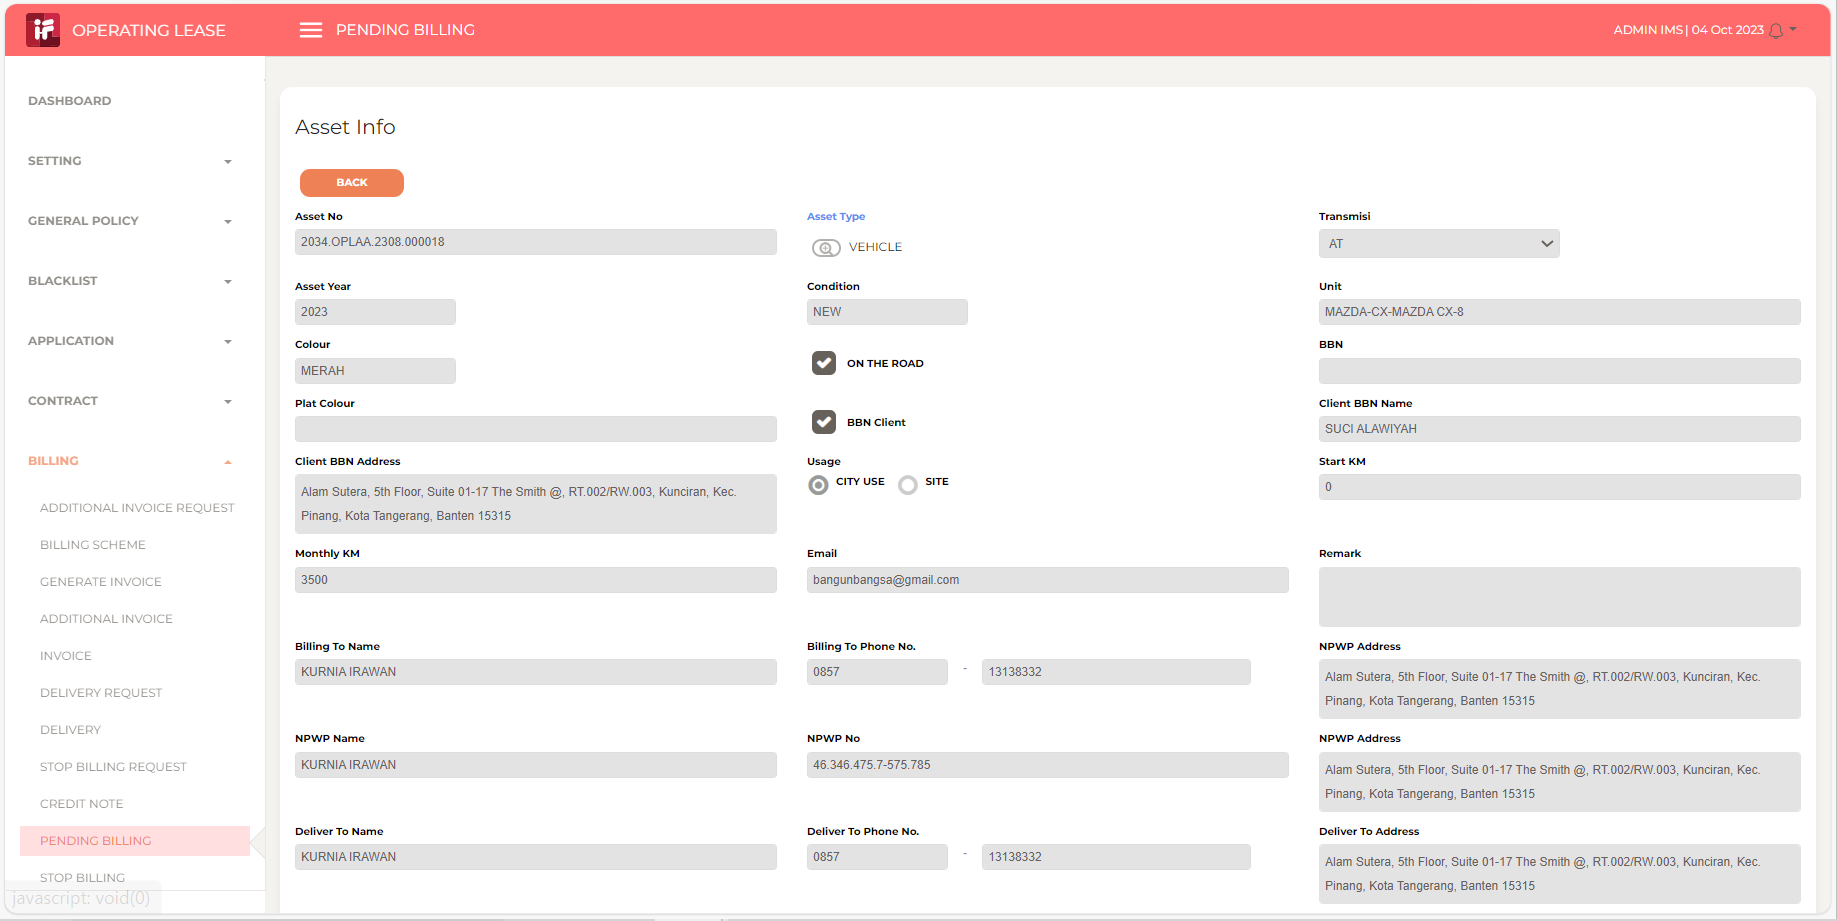 OPERATING LEASE
PENDING BILLING
ADMIN IMS | 04 Oct 2023
DASHBOARD
SETTING
GENERAL POLICY
BLACKLIST
APPLICATION
CONTRACT
BILLING
ADDITIONAL INVOICE REQUEST
BILLING SCHEME
GENERATE INVOICE
ADDITIONAL INVOICE
INVOICE
DELIVERY REQUEST
DELIVERY
STOP BILLING REQUEST
CREDIT NOTE
PENDING BILLING
STOP BILLING
javascript: void(0)
Asset Info
BACK
Asset No
2034.OPLAA.2308.000018
Asset Type
VEHICLE
Transmisi
AT
Asset Year
2023
Condition
NEW
Unit
MAZDA-CX-MAZDA CX-8
Colour
MERAH
ON THE ROAD
BBN
Plat Colour
BBN Client
Client BBN Name
SUCI ALAWIYAH
Client BBN Address
Alam Sutera, 5th Floor, Suite 01-17 The Smith @, RT.002/RW.003, Kunciran, Kec.
Pinang, Kota Tangerang, Banten 15315
Usage
CITY USE
SITE
Start KM
0
Monthly KM
3500
Email
bangunbangsa@gmail.com
Remark
Billing To Name
KURNIA IRAWAN
Billing To Phone No.
0857 - 13138332
NPWP Address
Alam Sutera, 5th Floor, Suite 01-17 The Smith @, RT.002/RW.003, Kunciran, Kec.
Pinang, Kota Tangerang, Banten 15315
NPWP Name
KURNIA IRAWAN
NPWP No
46.346.475.7-575.785
NPWP Address
Alam Sutera, 5th Floor, Suite 01-17 The Smith @, RT.002/RW.003, Kunciran, Kec.
Pinang, Kota Tangerang, Banten 15315
Deliver To Name
KURNIA IRAWAN
Deliver To Phone No.
0857 - 13138332
Deliver To Address
Alam Sutera, 5th Floor, Suite 01-17 The Smith @, RT.002/RW.003, Kunciran, Kec.
Pinang, Kota Tangerang, Banten 15315